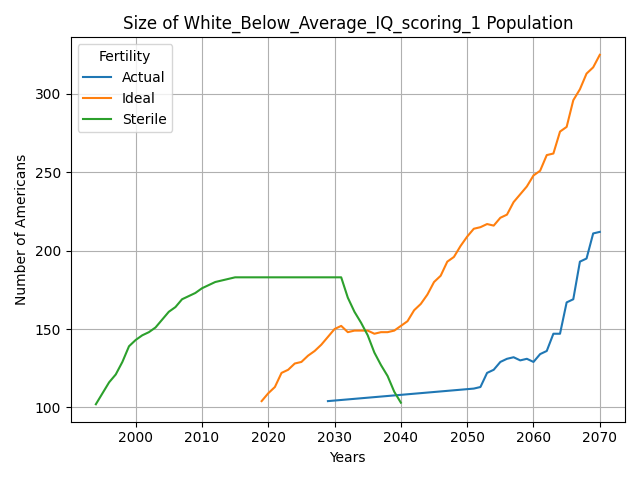 Size of White_Below_Average_IQ_scoring_1 Population
Fertility
Actual
Ideal
Sterile
Number of Americans
300
250
200
150
100
2000 2010 2020 2030 2040 2050 2060 2070
Years